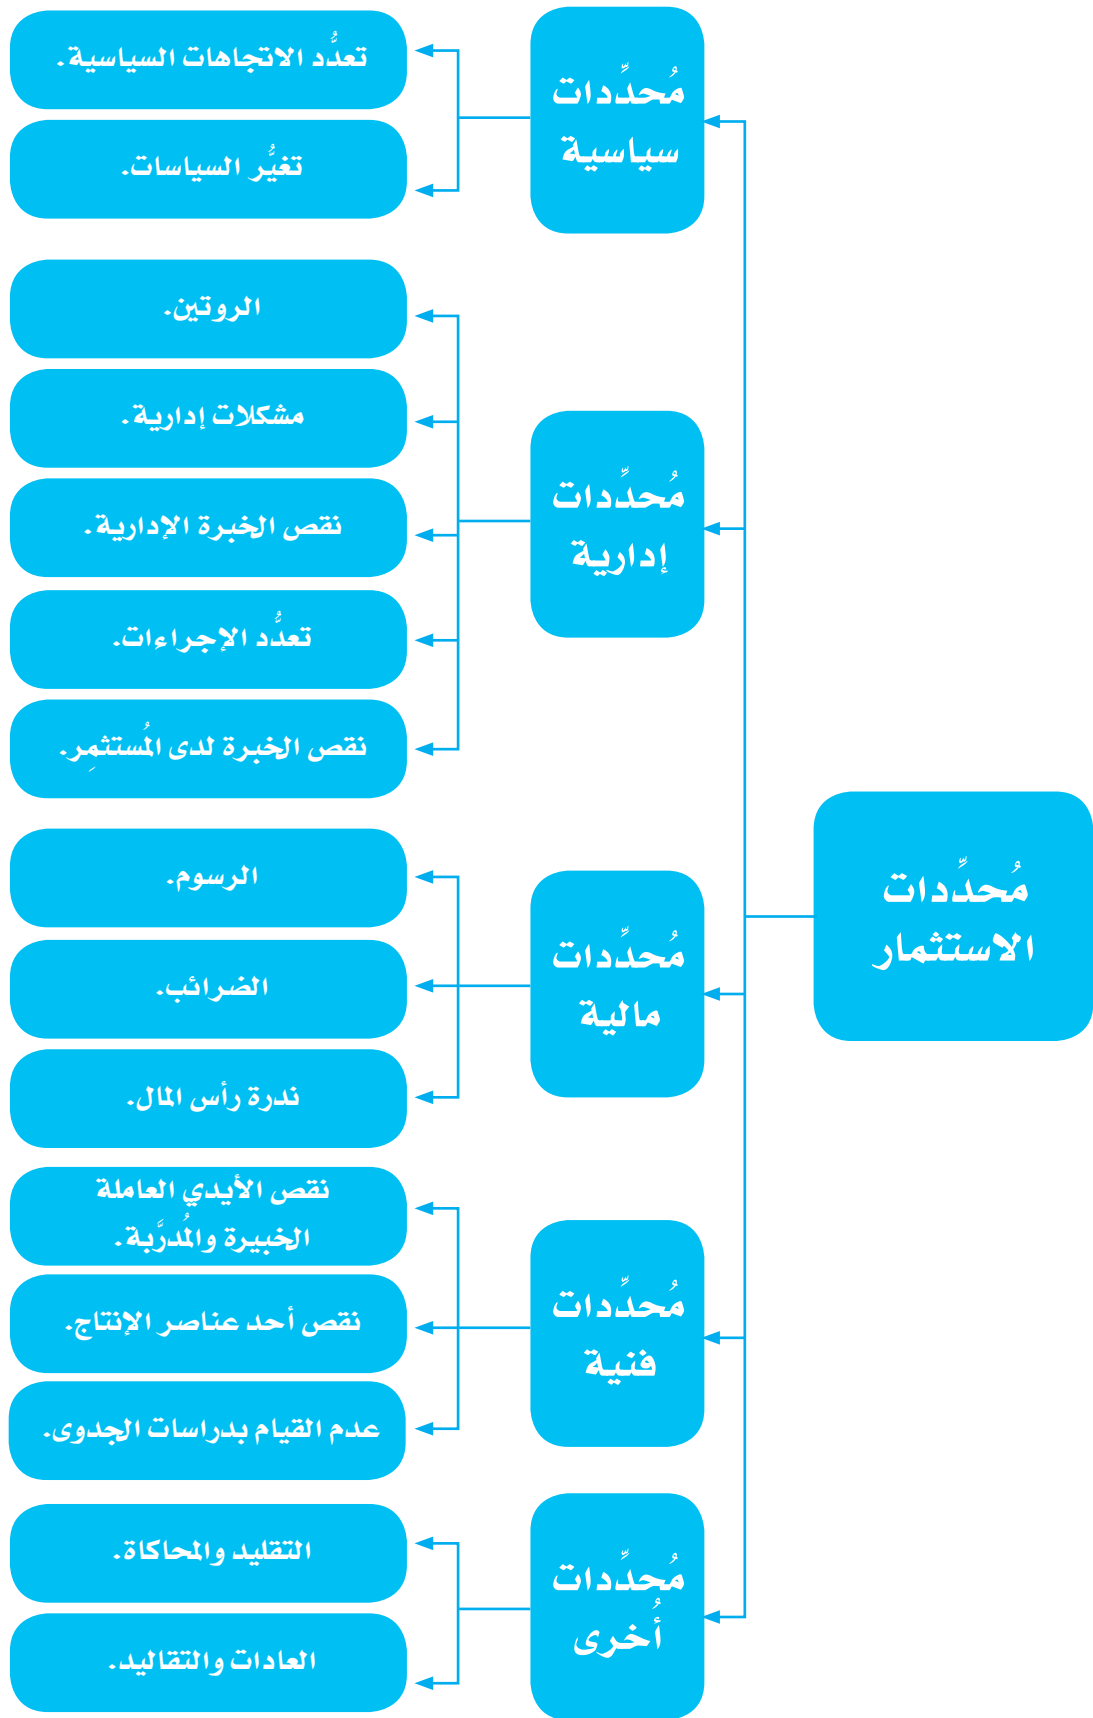 مُحدِّدات
الاستثمار
مُحدِّدات
سياسية
تعدُّد الاتجاهات السياسية.
تغيُّر السياسات.
مُحدِّدات
إدارية
الروتين.
مشكلات إدارية.
نقص الخبرة الإدارية.
تعدُّد الإجراءات.
نقص الخبرة لدى المُستثمِر.
مُحدِّدات
مالية
الرسوم.
الضرائب.
ندرة رأس المال.
مُحدِّدات
فنية
نقص الأيدي العاملة
الخبيرة والمُدرَّبة.
نقص أحد عناصر الإنتاج.
عدم القيام بدراسات الجدوى.
مُحدِّدات
أُخرى
التقليد والمحاكاة.
العادات والتقاليد.